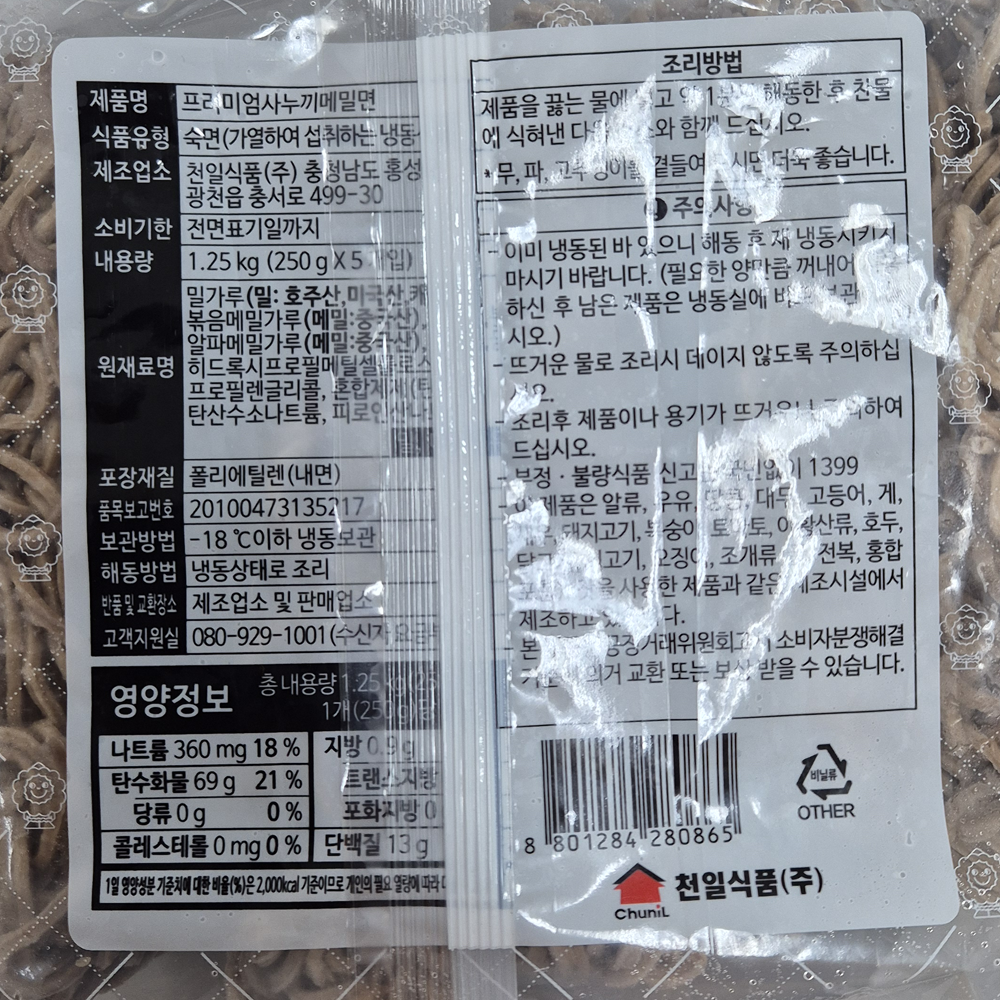 제품명 프리미엄사누끼메밀면
식품유형 숙면(가열하여 섭취하는 냉동
제조업소 천일식품(주) 충청남도 홍성
광천읍 충서로 499-30
소비기한 전면표기일까지
내용량 1.25 kg (250 g X 5
원재료명
밀가루(밀: 호주산, 미국산, 캐
볶음메밀가루(메밀:중국산),
알파메밀가루(메밀:중국산),
히드록시프로필메틸셀룰로스
프로필렌글리콜, 혼합제제(탄
탄산수소나트륨, 피로인산나
포장재질 폴리에틸렌(내면)
품목보고번호 20100473135217
보관방법 -18 ℃이하 냉동보관
해동방법 냉동상태로 조리
반품 및 교환장소 제조업소 및 판매업소
고객지원실 080-929-1001 (수신자 요금
영양정보 총 내용량 1.25 kg
1개 (250 g)당
나트륨 360 mg 18 % 지방 0.9 g
탄수화물 69 g 21 % 트랜스지방
당류 0 g 0 % 포화지방 0
콜레스테롤 0 mg 0 % 단백질 13 g
1일 영양성분 기준치에 대한 비율(%)은 2,000kcal 기준이므로 개인의 필요 열량에 따라
조리방법
제품을 끓는 물에 해동한 후 찬물
에 식혀낸 와 함께 드십시오.
*무, 파, 고추냉이를 곁들여 더욱 좋습니다.
주의사항
- 이미 냉동된 바 있으니 해동 후 재 냉동시키지
마시기 바랍니다. (필요한 양만큼 꺼내어
하신 후 남은 제품은 냉동실에
시오.)
- 뜨거운 물로 조리시 데이지 않도록 주의하십
시오.
- 조리후 제품이나 용기가 하여
드십시오.
- 부정 · 불량식품 신고는 국번없이 1399
- 이 제품은 알류, 우유, 땅콩, 대두, 고등어, 게,
돼지고기, 복숭아, 토마토, 아황산류, 호두,
오징어, 조개류 전복, 홍합
사용한 제품과 같은 제조시설에서
제조하고
공정거래위원회고시 소비자분쟁해결
의거 교환 또는 보상 받을 수 있습니다.
8 801284 280865
비닐류
OTHER
ChuniL
천일식품(주)